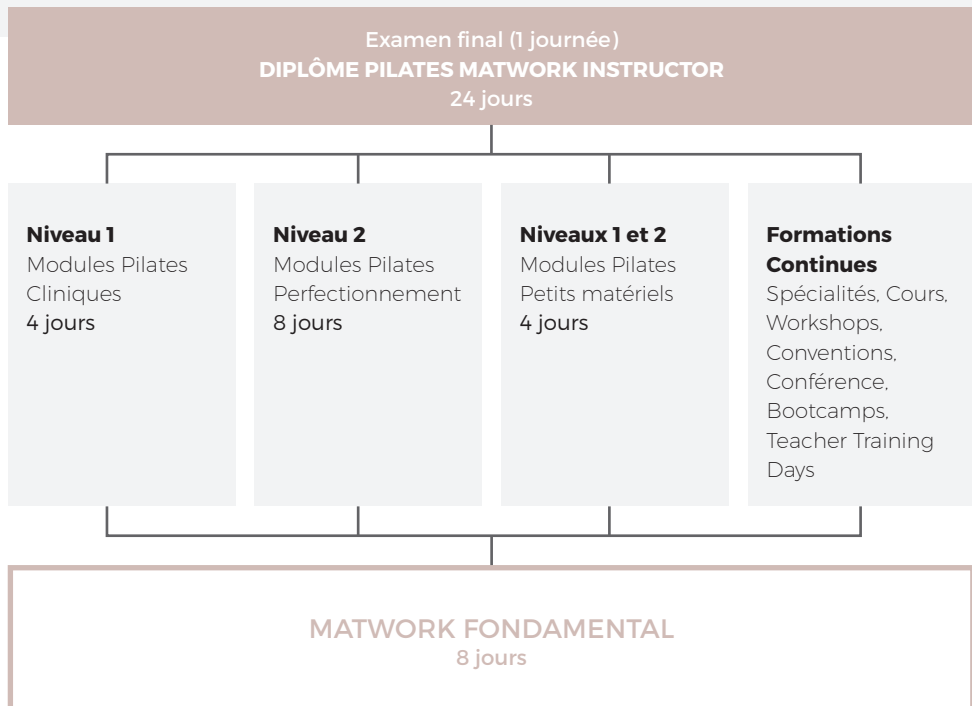 Examen final (1 journée)
DIPLÔME PILATES MATWORK INSTRUCTOR
24 jours
Niveau 1
Modules Pilates
Cliniques
4 jours
Niveau 2
Modules Pilates
Perfectionnement
8 jours
Niveaux 1 et 2
Modules Pilates
Petits matériels
4 jours
Formations
Continues
Spécialités, Cours,
Workshops,
Conventions,
Conférence,
Bootcamps,
Teacher Training
Days
MATWORK FONDAMENTAL
8 jours